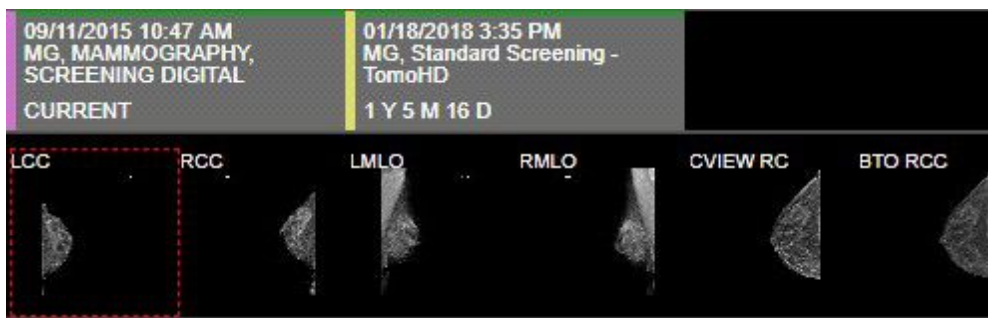 09/11/2015 10:47 AM
MG, MAMMOGRAPHY,
SCREENING DIGITAL
CURRENT
01/18/2018 3:35 PM
MG, Standard Screening -
TomoHD
1 Y 5 M 16 D
LCC
RCC
LMLO
RMLO
CVIEW RC
BTO RCC